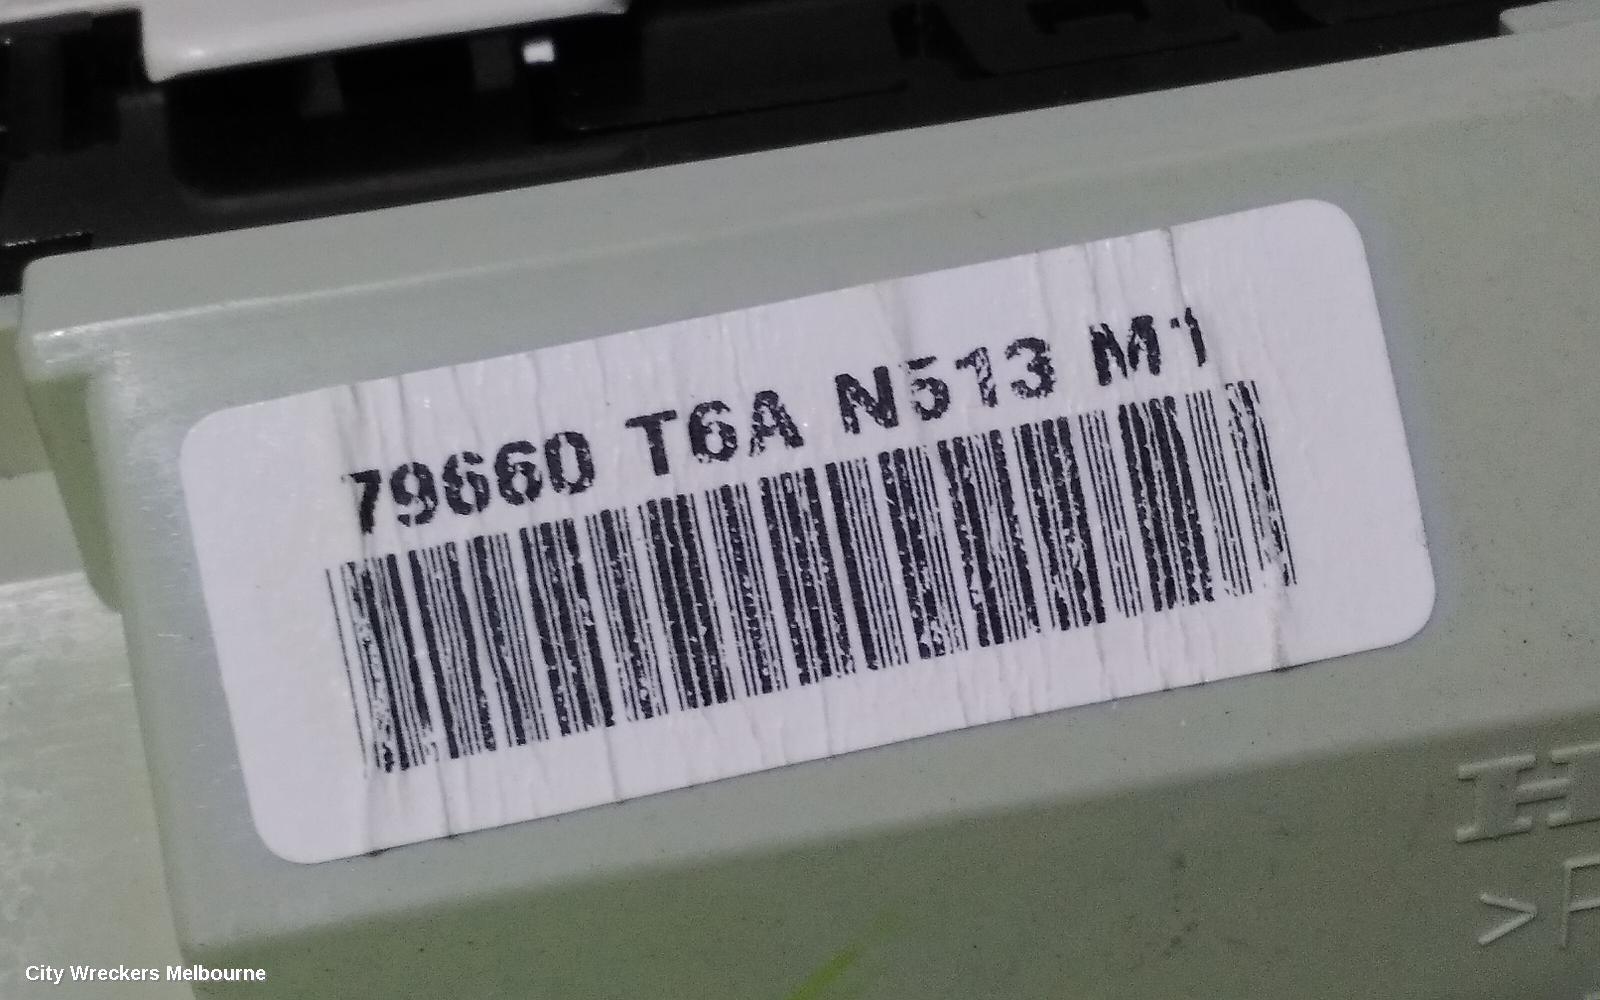 79660 T6A N513 M1
City Wreckers Melbourne